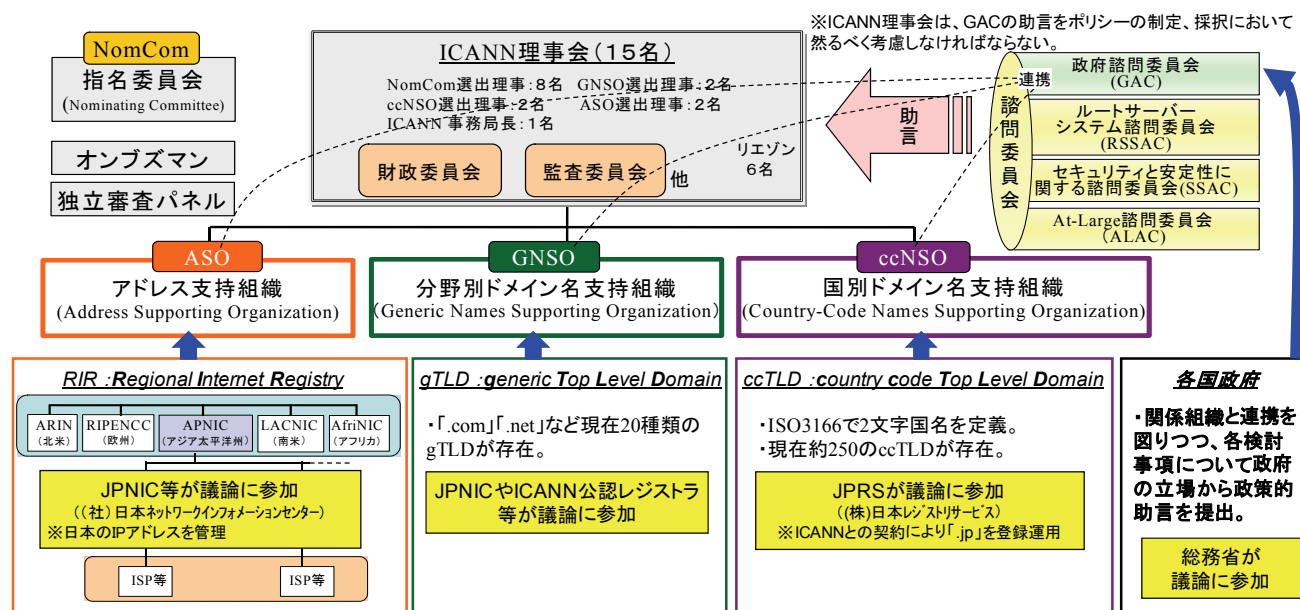 ※ICANN理事会は、GACの助言をポリシーの制定、採択において
然るべく考慮しなければならない。
NomCom
指名委員会
(Nominating Committee)
オンブズマン
独立審査パネル
ICANN理事会(15名)
NomCom選出理事:8名 GNSO選出理事:2名
ccNSO選出理事:2名 ASO選出理事:2名
ICANN 事務局長:1名
財政委員会
監査委員会
他
リエゾン
6名
助言
連携
諮問委員会
政府諮問委員会
(GAC)
ルートサーバー
システム諮問委員会
(RSSAC)
セキュリティと安定性に
関する諮問委員会(SSAC)
At-Large諮問委員会
(ALAC)
ASO
アドレス支持組織
(Address Supporting Organization)
GNSO
分野別ドメイン名支持組織
(Generic Names Supporting Organization)
ccNSO
国別ドメイン名支持組織
(Country-Code Names Supporting Organization)
RIR :Regional Internet Registry
ARIN
(北米)
RIPENCC
(欧州)
APNIC
(アジア太平洋州)
LACNIC
(南米)
AfriNIC
(アフリカ)
JPNIC等が議論に参加
((社)日本ネットワークインフォメーションセンター)
※日本のIPアドレスを管理
ISP等
ISP等
gTLD :generic Top Level Domain
・「.com」「.net」など現在20種類の
gTLDが存在。
JPNICやICANN公認レジストラ
等が議論に参加
ccTLD :country code Top Level Domain
・ISO3166で2文字国名を定義。
・現在約250のccTLDが存在。
JPRSが議論に参加
((株)日本レジストリサービス)
※ICANNとの契約により「.jp」を登録運用
各国政府
・関係組織と連携を
図りつつ、各検討
事項について政府
の立場から政策的
助言を提出。
総務省が
議論に参加